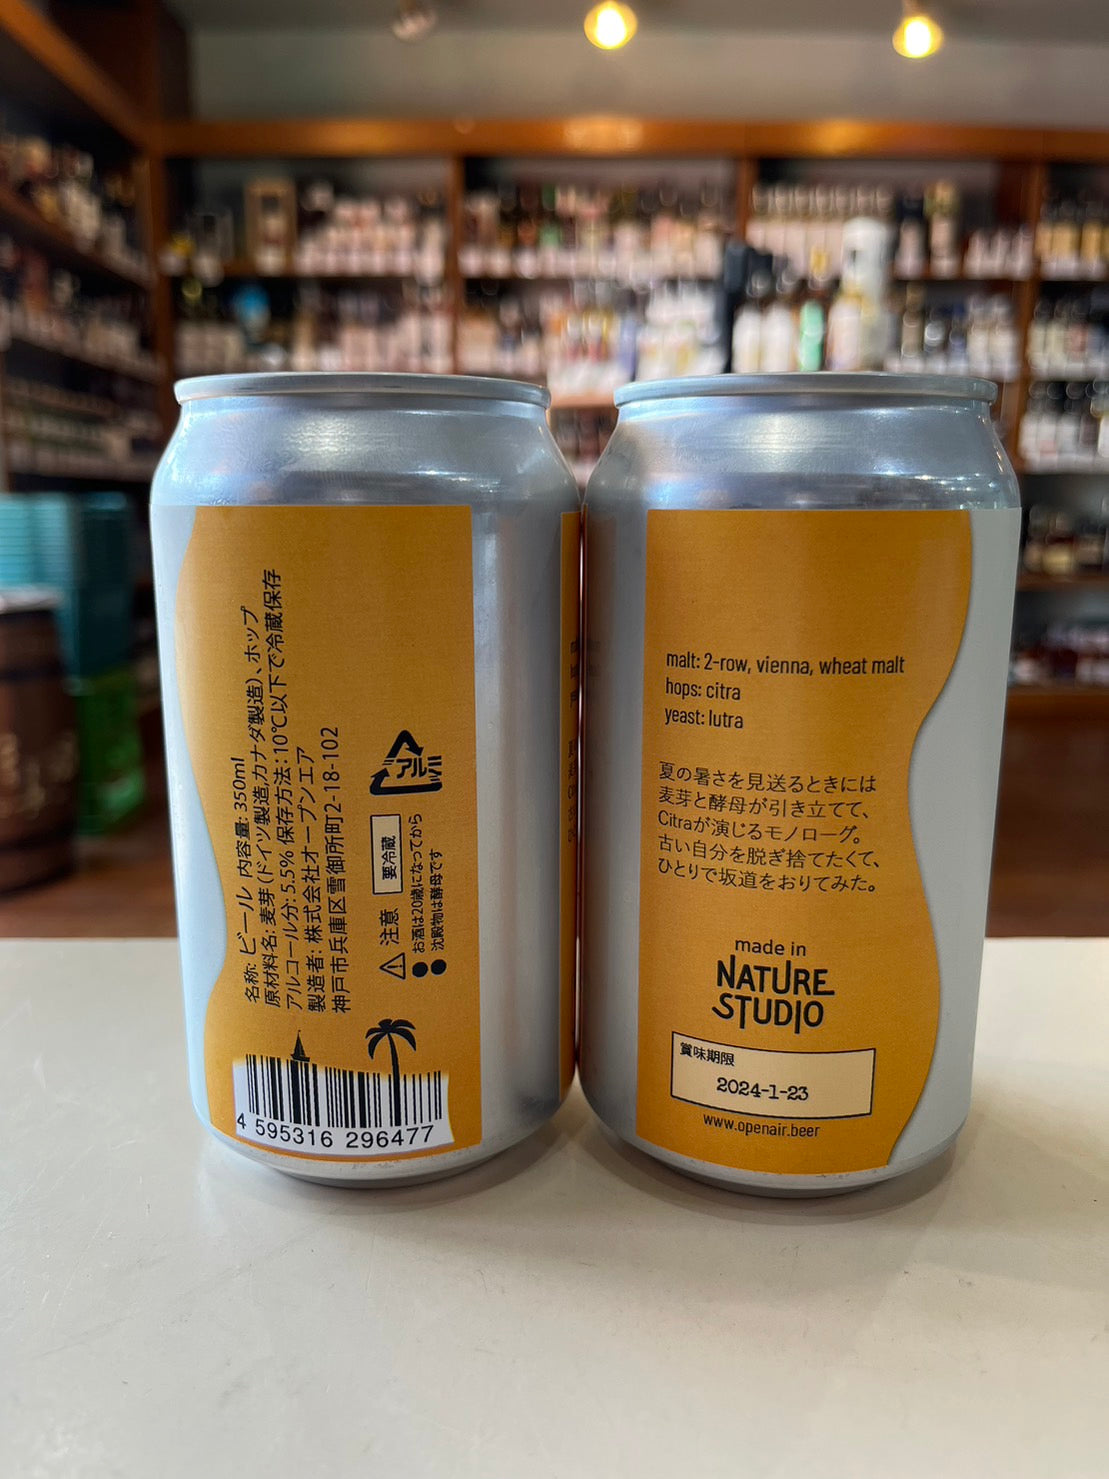 名称: ビール 内容量: 350ml
原材料名: 麦芽(ドイツ製造,カナダ製造)、ホップ
アルコール分: 5.5% 保存方法:10℃以下で冷蔵保存
製造者: 株式会社オープンエア
神戸市兵庫区雪御所町2-18-102
注意 要冷蔵
アルミ
●お酒は20歳になってから
●沈殿物は酵母です
4 595316 296477
malt: 2-row, vienna, wheat malt
hops: citra
yeast: lutra
夏の暑さを見送るときには
麦芽と酵母が引き立てて、
Citraが演じるモノローグ。
古い自分を脱ぎ捨てたくて、
ひとりで坂道をおりてみた。
made in
NATURE
STUDIO
賞味期限
2024-1-23
www.openair.beer